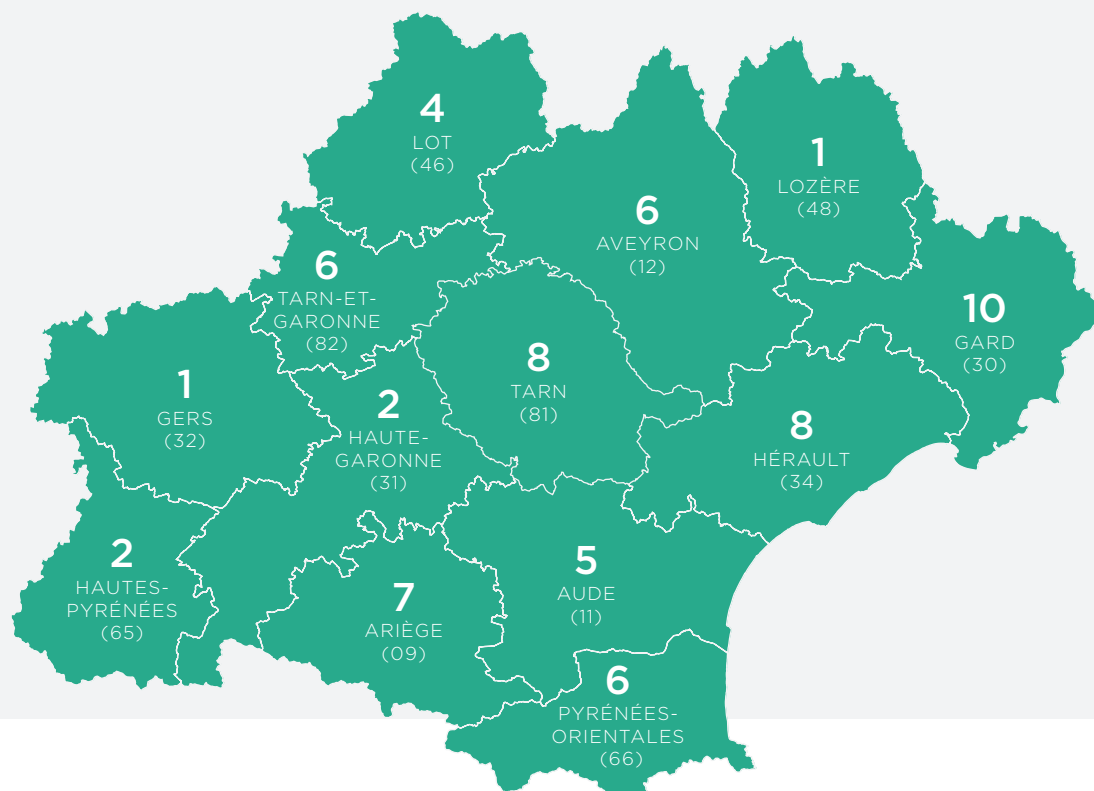 4
LOT
(46)
1
LOZÈRE
(48)
6
AVEYRON
(12)
6
TARN-ET-
GARONNE
(82)
10
GARD
(30)
8
TARN
(81)
1
GERS
(32)
2
HAUTE-
GARONNE
(31)
8
HÉRAULT
(34)
2
HAUTES-
PYRÉNÉES
(65)
5
AUDE
(11)
7
ARIÈGE
(09)
6
PYRÉNÉES-
ORIENTALES
(66)